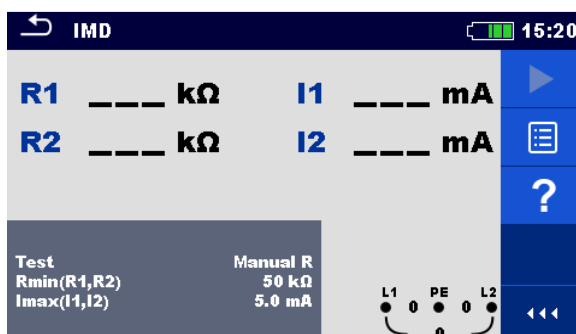 IMD 15:20
R1 ___ kΩ I1 ___ mA
R2 ___ kΩ I2 ___ mA
?
Test Manual R
Rmin(R1,R2) 50 kΩ
Imax(I1,I2) 5.0 mA
L1 PE L2
0 0
0